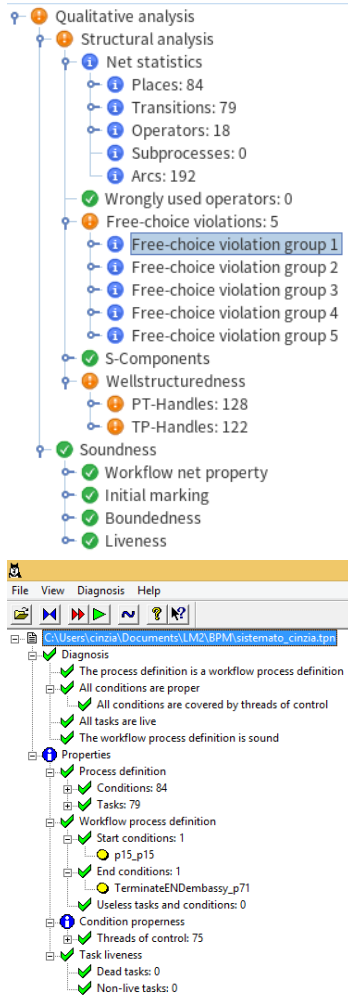 Qualitative analysis
Structural analysis
Net statistics
Places: 84
Transitions: 79
Operators: 18
Subprocesses: 0
Arcs: 192
Wrongly used operators: 0
Free-choice violations: 5
Free-choice violation group 1
Free-choice violation group 2
Free-choice violation group 3
Free-choice violation group 4
Free-choice violation group 5
S-Components
Wellstructuredness
PT-Handles: 128
TP-Handles: 122
Soundness
Workflow net property
Initial marking
Boundedness
Liveness
File View Diagnosis Help
C:\Users\cinzia\Documents\LM2\BPM\sistemato_cinzia.tpn
Diagnosis
The process definition is a workflow process definition
All conditions are proper
All conditions are covered by threads of control
All tasks are live
The workflow process definition is sound
Properties
Process definition
Conditions: 84
Tasks: 79
Workflow process definition
Start conditions: 1
p15_p15
End conditions: 1
TerminateENDembassy_p71
Useless tasks and conditions: 0
Condition properness
Threads of control: 75
Task liveness
Dead tasks: 0
Non-live tasks: 0